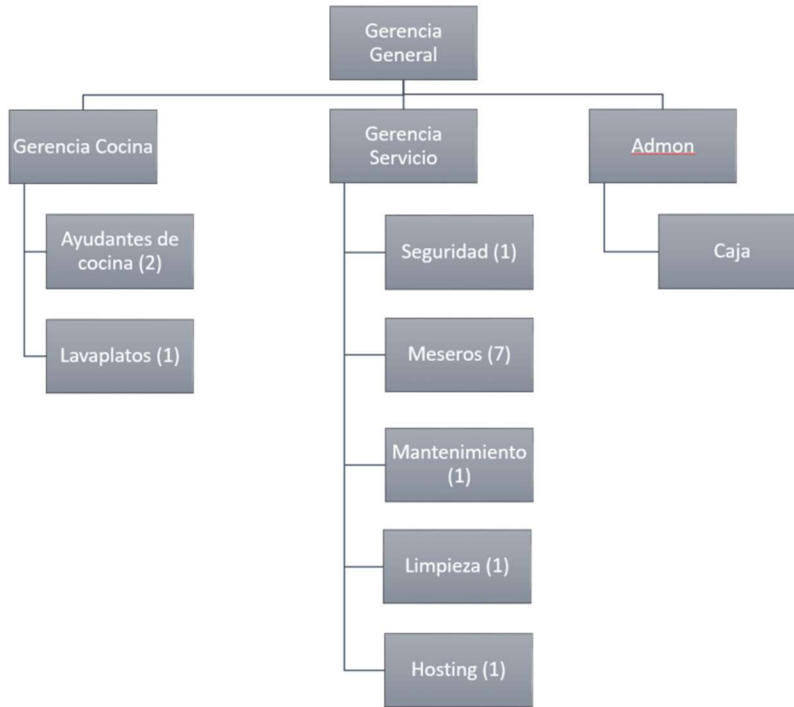 Gerencia
General
Gerencia Cocina
Gerencia
Servicio
Admon
Ayudantes de
cocina (2)
Seguridad (1)
Caja
Lavaplatos (1)
Meseros (7)
Mantenimiento
(1)
Limpieza (1)
Hosting (1)